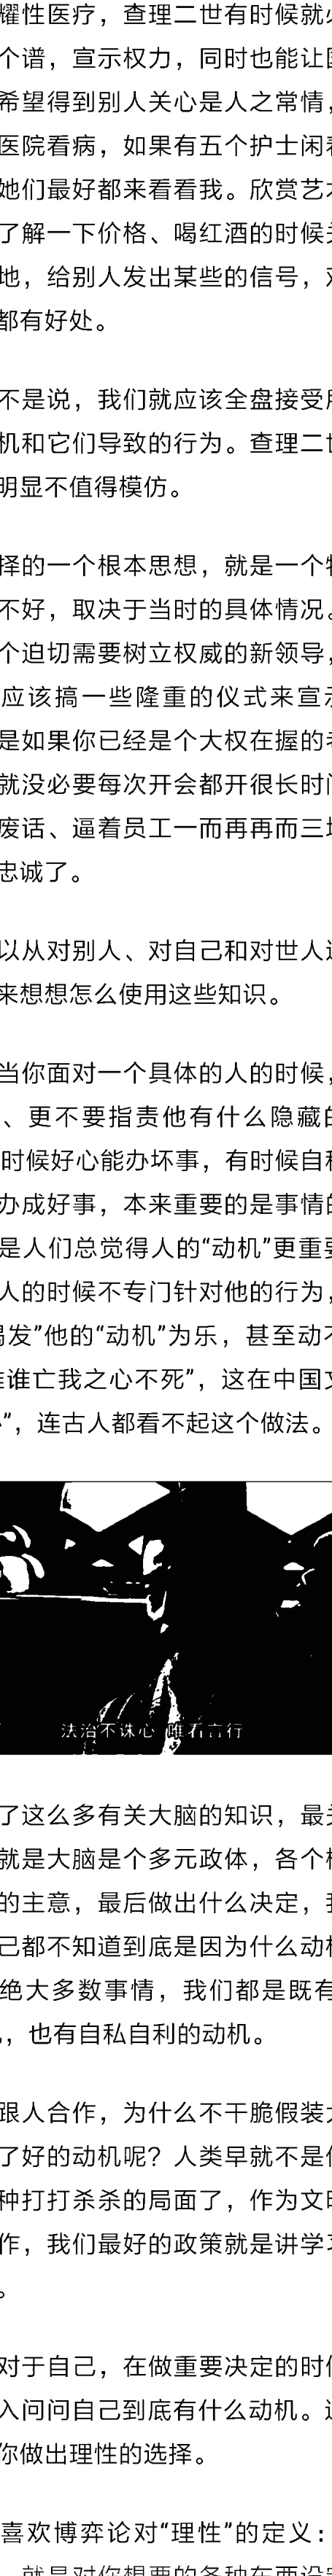 耀性医疗，查理二世有时候就
个谱，宣示权力，同时也能让
希望得到别人关心是人之常情，
医院看病，如果有五个护士闲
她们最好都来看看我。欣赏艺
了解一下价格、喝红酒的时候
地，给别人发出某些的信号，
都有好处。
不是说，我们就应该全盘接受
机和它们导致的行为。查理二
明显不值得模仿。
择的一个根本思想，就是一个
不好，取决于当时的具体情况。
个迫切需要树立权威的新领导，
应该搞一些隆重的仪式来宣
是如果你已经是个大权在握的
就没必要每次开会都开很长时
废话、逼着员工一而再再而三
忠诚了。
以从对别人、对自己和对世人
来想想怎么使用这些知识。
当你面对一个具体的人的时候，
、更不要指责他有什么隐藏
时候好心能办坏事，有时候自
办成好事，本来重要的是事情
是人们总觉得人的“动机”更重
人的时候不专门针对他的行为，
发”他的“动机”为乐，甚至动
谁亡我之心不死”，这在中国
”，连古人都看不起这个做法。
法治不诛心 唯看言行
了这么多有关大脑的知识，最
就是大脑是个多元政体，各个
的主意，最后做出什么决定，
己都不知道到底是因为什么动
绝大多数事情，我们都是既有
，也有自私自利的动机。
跟人合作，为什么不干脆假装
了好的动机呢？人类早就不是
种打打杀杀的局面了，作为文
作，我们最好的政策就是讲学
。
对于自己，在做重要决定的时
入问问自己到底有什么动机。
你做出理性的选择。
喜欢博弈论对“理性”的定义：
就是对你想要的各种东西设